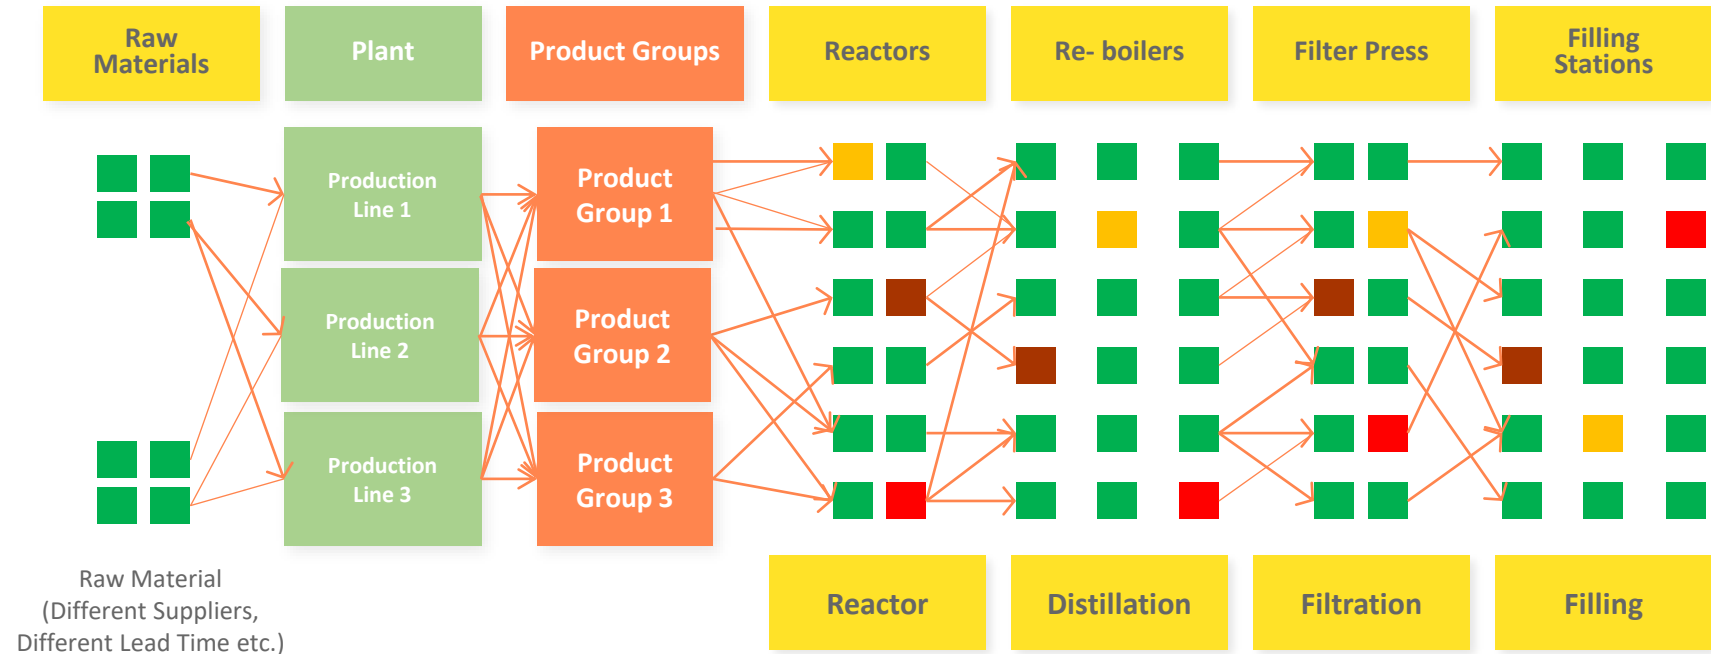 Raw
Materials
Plant
Product Groups
Reactors
Re- boilers
Filter Press
Filling
Stations
Production
Line 1
Product
Group 1
Production
Line 2
Product
Group 2
Production
Line 3
Product
Group 3
Raw Material
(Different Suppliers,
Different Lead Time etc.)
Reactor
Distillation
Filtration
Filling